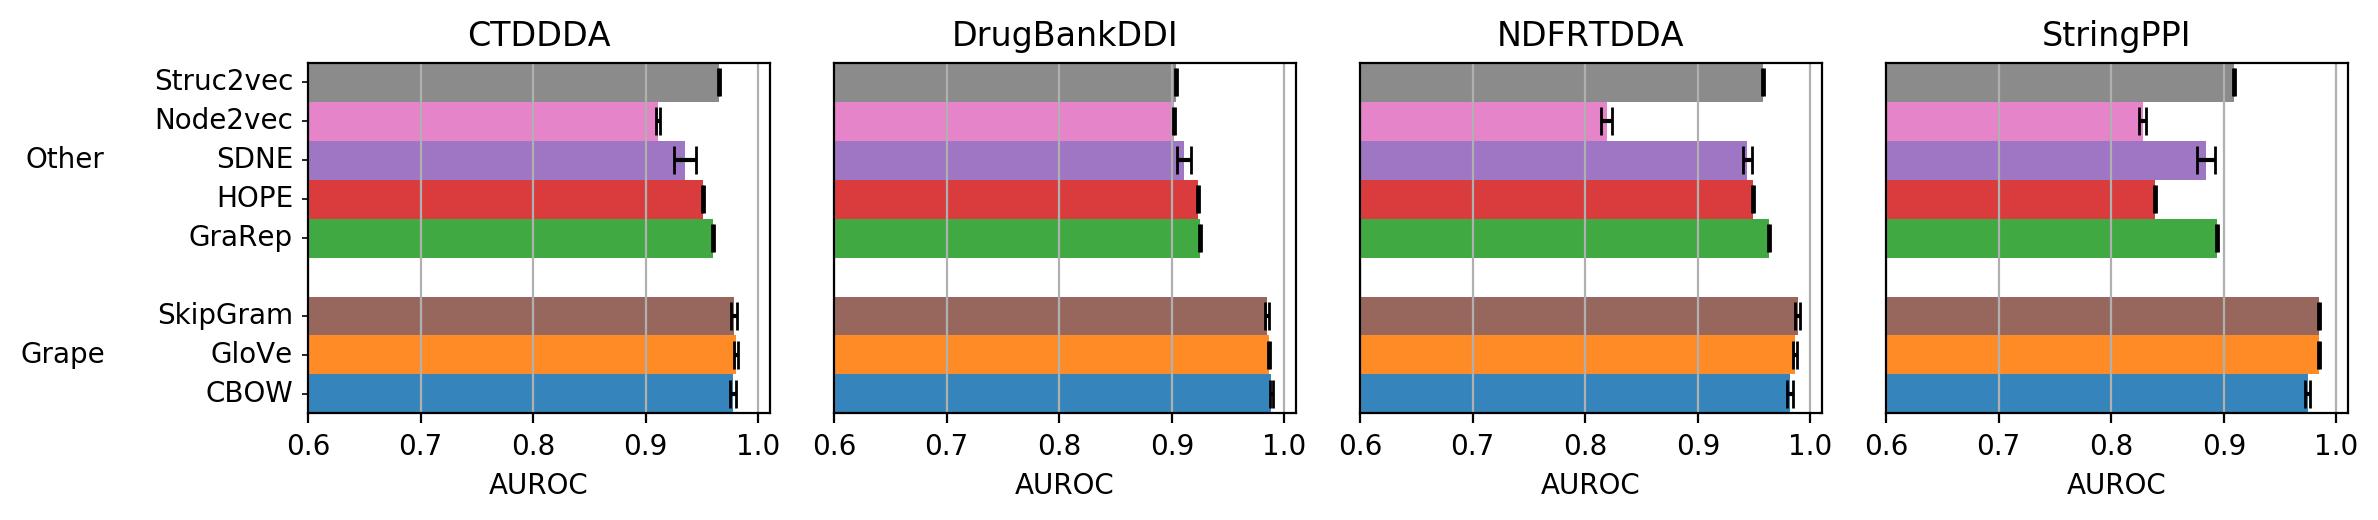 CTDDDA
DrugBankDDI
NDFRTDDA
StringPPI
Other
Struc2vec
Node2vec
SDNE
HOPE
GraRep
Grape
SkipGram
GloVe
CBOW
0.6 0.7 0.8 0.9 1.0
AUROC
0.6 0.7 0.8 0.9 1.0
AUROC
0.6 0.7 0.8 0.9 1.0
AUROC
0.6 0.7 0.8 0.9 1.0
AUROC